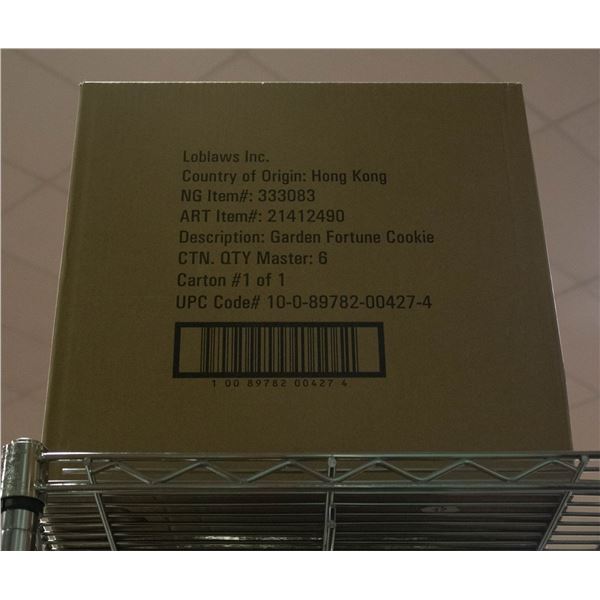 Loblaws Inc.
Country of Origin: Hong Kong
NG Item#: 333083
ART Item#: 21412490
Description: Garden Fortune Cookie
CTN. QTY Master: 6
Carton #1 of 1
UPC Code# 10-0-89782-00427-4
1 00 89782 00427 4